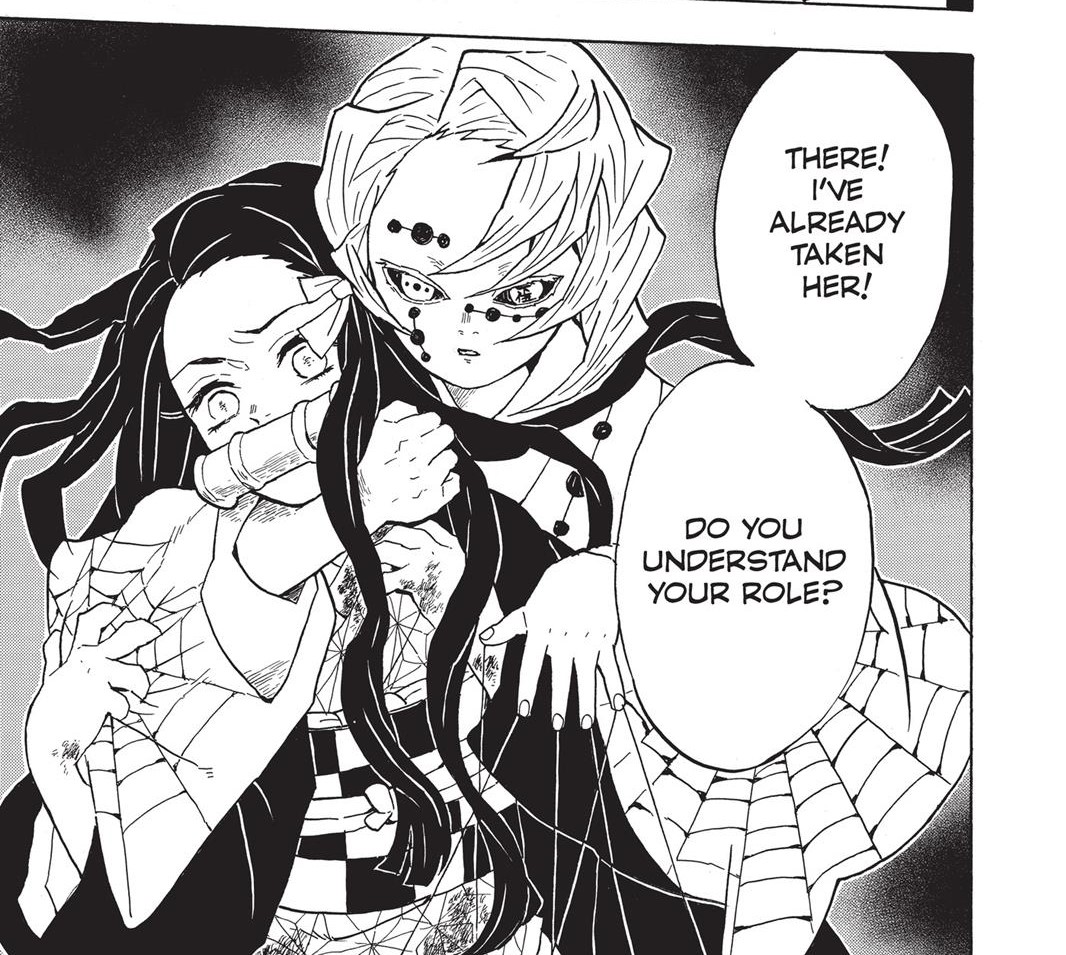 THERE!
I'VE
ALREADY
TAKEN
HER!
DO YOU
UNDERSTAND
YOUR ROLE?